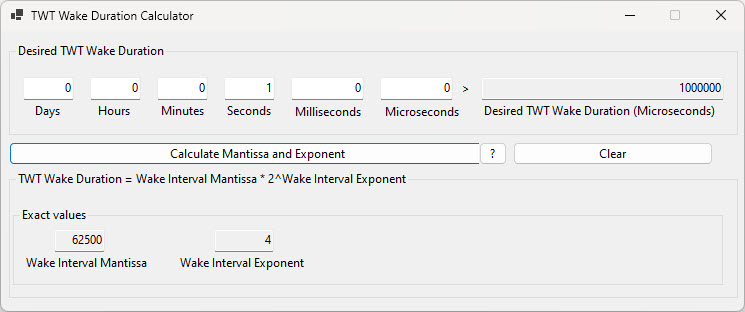 TWT Wake Duration Calculator
Desired TWT Wake Duration
0 0 0 1 0 0 > 1000000
Days Hours Minutes Seconds Milliseconds Microseconds Desired TWT Wake Duration (Microseconds)
Calculate Mantissa and Exponent ? Clear
TWT Wake Duration = Wake Interval Mantissa * 2^Wake Interval Exponent
Exact values
62500 4
Wake Interval Mantissa Wake Interval Exponent